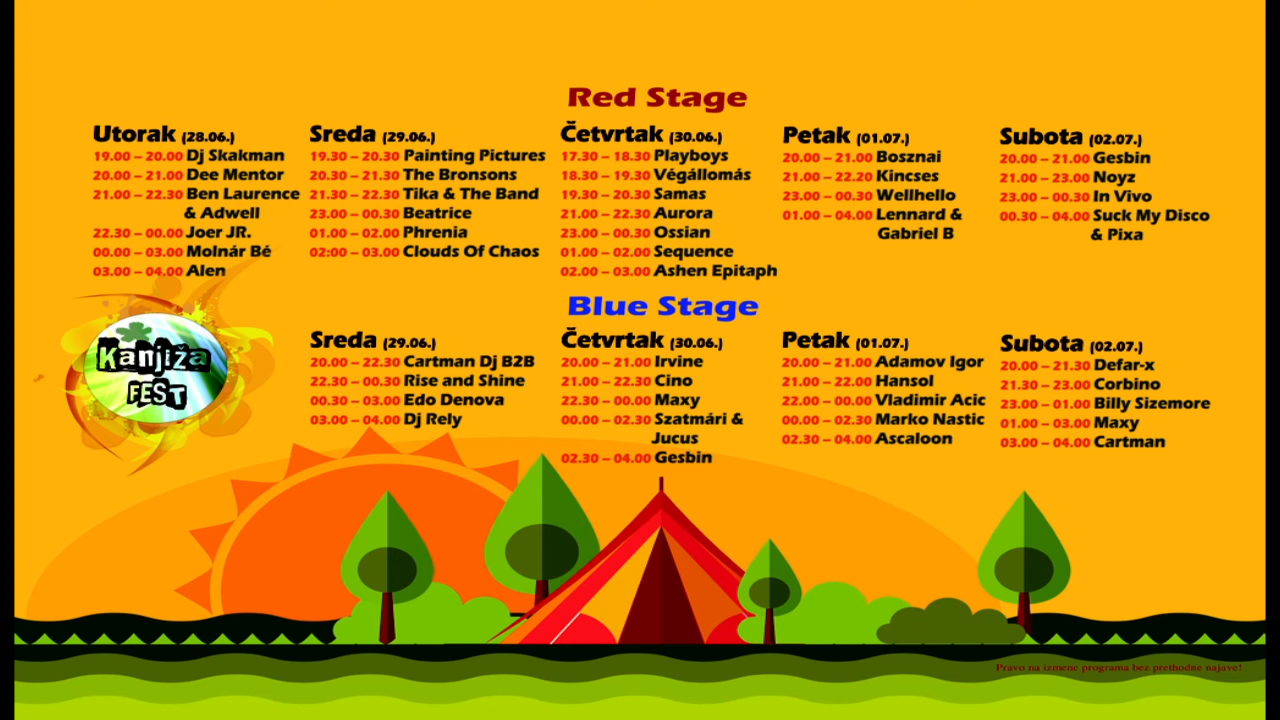 Red Stage
Utorak (28.06.)
19.00 – 20.00 Dj Skakman
20.00 – 21.00 Dee Mentor
21.00 – 22.30 Ben Laurence
& Adwell
22.30 – 00.00 Joer JR.
00.00 – 03.00 Molnár Bé
03.00 – 04.00 Alen
Sreda (29.06.)
19.30 – 20.30 Painting Pictures
20.30 – 21.30 The Bronsons
21.30 – 22.30 Tika & The Band
23.00 – 00.30 Beatrice
01.00 – 02.00 Phrenia
02:00 – 03.00 Clouds Of Chaos
Četvrtak (30.06.)
17.30 – 18.30 Playboys
18.30 – 19.30 Végállomás
19.30 – 20.30 Samas
21.00 – 22.30 Aurora
23.00 – 00.30 Ossian
01.00 – 02.00 Sequence
02.00 – 03.00 Ashen Epitaph
Petak (01.07.)
20.00 – 21.00 Bosznai
21.00 – 22.20 Kincses
23.00 – 00.30 Wellhello
01.00 – 04.00 Lennard &
Gabriel B
Subota (02.07.)
20.00 – 21.00 Gesbin
21.00 – 23.00 Noyz
23.00 – 00.30 In Vivo
00.30 – 04.00 Suck My Disco
& Pixa
Blue Stage
Kanjiža
FEST
Sreda (29.06.)
20.00 – 22.30 Cartman Dj B2B
22.30 – 00.30 Rise and Shine
00.30 – 03.00 Edo Denova
03.00 – 04.00 Dj Rely
Četvrtak (30.06.)
20.00 – 21.00 Irvine
21.00 – 22.30 Cino
22.30 – 00.00 Maxy
00.00 – 02.30 Szatmári &
Jucus
02.30 – 04.00 Gesbin
Petak (01.07.)
20.00 – 21.00 Adamov Igor
21.00 – 22.00 Hansol
22.00 – 00.00 Vladimir Acic
00.00 – 02.30 Marko Nastic
02.30 – 04.00 Ascaloon
Subota (02.07.)
20.00 – 21.30 Defar-x
21.30 – 23.00 Corbino
23.00 – 01.00 Billy Sizemore
01.00 – 03.00 Maxy
03.00 – 04.00 Cartman
Pravo na izmene programa bez prethodne najave!